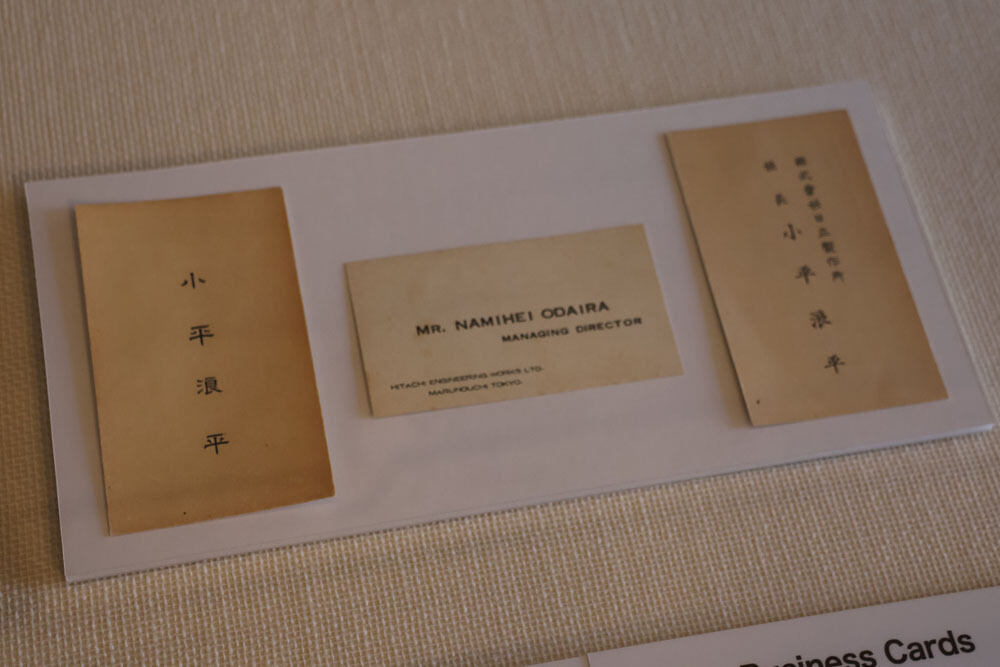 小平浪平
MR. NAMIHEI ODAIRA
MANAGING DIRECTOR
HITACHI ENGINEERING WORKS LTD.
MARUNOUCHI TOKYO.
株式會社日立製作所
社長
小平浪平
Business Cards